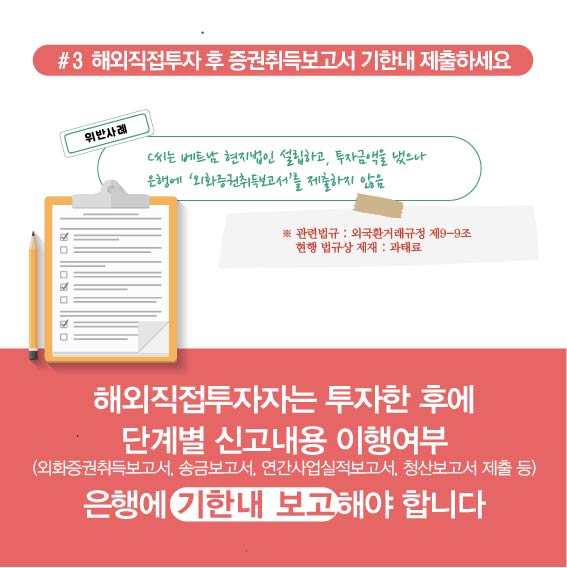 #3 해외직접투자 후 증권취득보고서 기한내 제출하세요
위반사례
C씨는 베트남 현지법인 설립하고, 투자금액을 냈으나
은행에 '외화증권취득보고서'를 제출하지 않음
※ 관련법규 : 외국환거래규정 제9-9조
현행 법규상 제재 : 과태료
해외직접투자자는 투자한 후에
단계별 신고내용 이행여부
(외화증권취득보고서, 송금보고서, 연간사업실적보고서, 청산보고서 제출 등)
은행에 기한내 보고해야 합니다